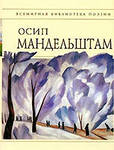 ВСЕМИРНАЯ БИБЛИОТЕКА ПОЭЗИИ
ОСИП
МАНДЕЛЬШТАМ